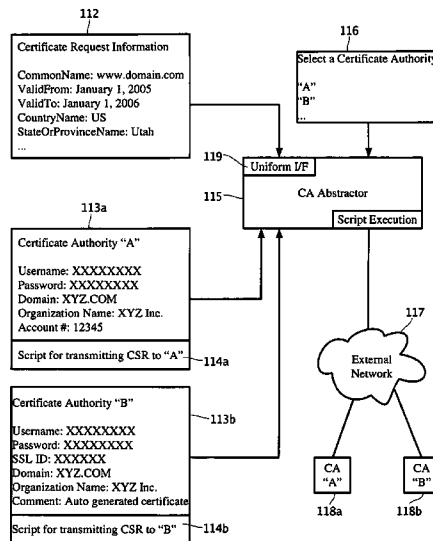 112
Certificate Request Information
CommonName: www.domain.com
ValidFrom: January 1, 2005
ValidTo: January 1, 2006
CountryName: US
StateOrProvinceName: Utah
...
116
Select a Certificate Authority
"A"
"B"
...
119
Uniform I/F
115
CA Abstractor
Script Execution
113a
Certificate Authority "A"
Username: XXXXXXXX
Password: XXXXXXXX
Domain: XYZ.COM
Organization Name: XYZ Inc.
Account #: 12345
Script for transmitting CSR to "A"
114a
117
External
Network
Certificate Authority "B"
113b
Username: XXXXXXXX
Password: XXXXXXXX
SSL ID: XXXXXX
Domain: XYZ.COM
Organization Name: XYZ Inc.
Comment: Auto generated certificate
Script for transmitting CSR to "B"
114b
CA
"A"
118a
CA
"B"
118b